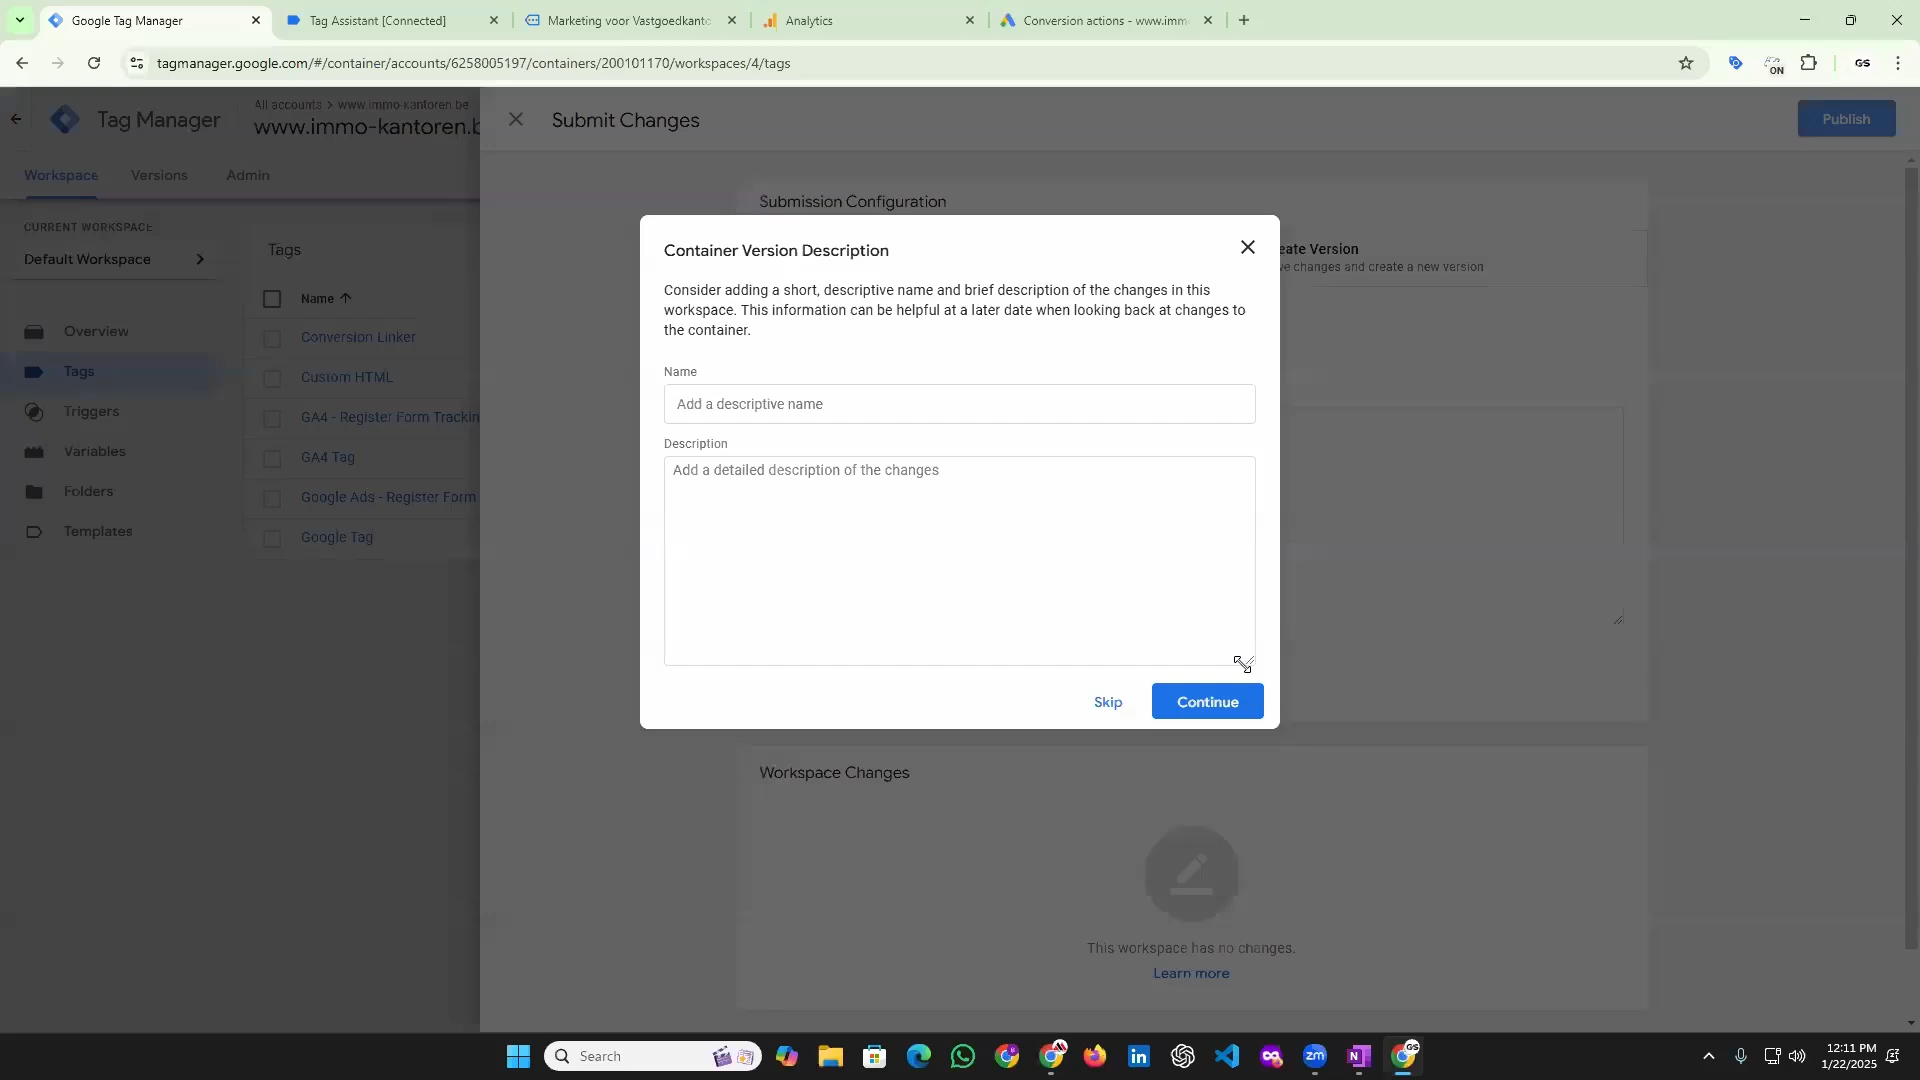 Google Tag Manager
Tag Assistant [Connected]
Marketing voor Vastgoedkanto
Analytics
Conversion actions - www.imm
tagmanager.google.com/#/container/accounts/6258005197/containers/200101170/workspaces/4/tags
ON
GS
Tag Manager
All accounts > www.immo-kantoren.be
www.immo-kantoren.b
Submit Changes
Publish
Workspace
Versions
Admin
Submission Configuration
CURRENT WORKSPACE
Default Workspace
Tags
Name
Overview
Tags
Triggers
Variables
Folders
Templates
Conversion Linker
Custom HTML
GA4 - Register Form Trackin
GA4 Tag
Google Ads - Register Form
Google Tag
eate Version
ve changes and create a new version
Container Version Description
Consider adding a short, descriptive name and brief description of the changes in this
workspace. This information can be helpful at a later date when looking back at changes to
the container.
Name
Add a descriptive name
Description
Add a detailed description of the changes
Skip
Continue
Workspace Changes
This workspace has no changes.
Learn more
Search
zm
N
GS
12:11 PM
1/22/2025